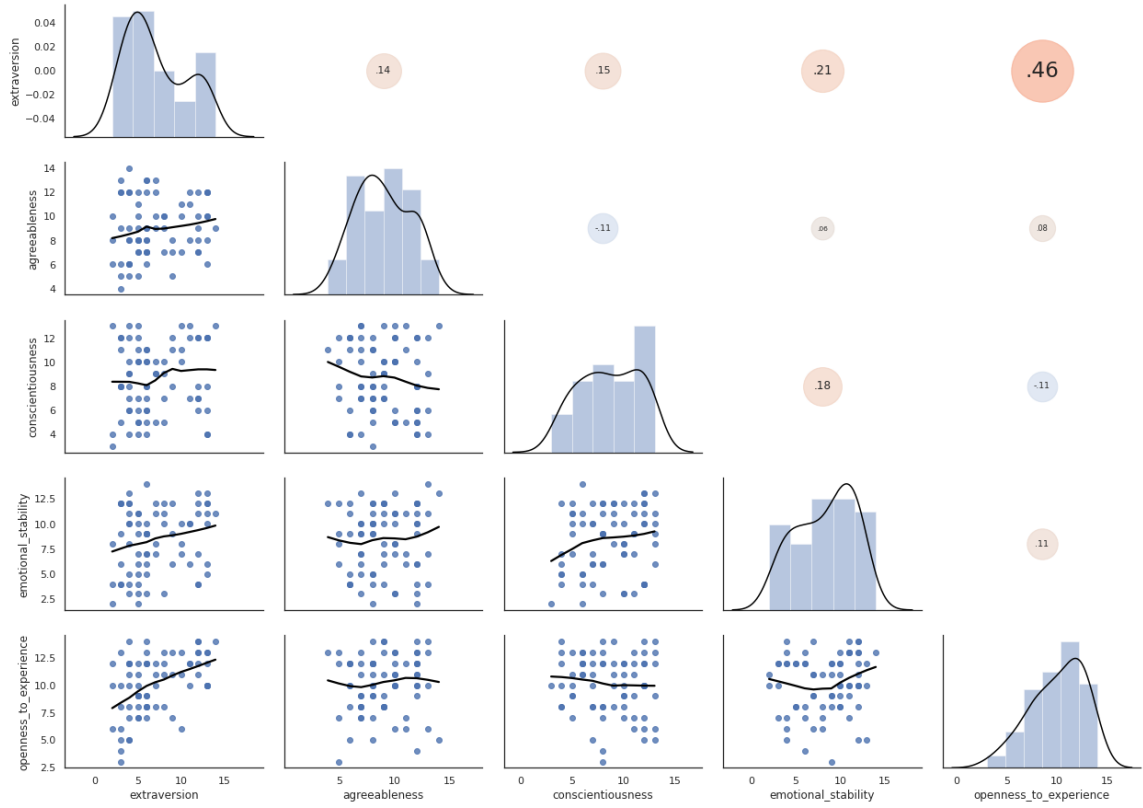 extraversion
0.04
0.02
0.00
−0.02
−0.04
.14
.15
.21
.46
agreeableness
14
12
10
8
6
4
-.11
.06
.08
conscientiousness
12
10
8
6
4
.18
-.11
emotional_stability
12.5
10.0
7.5
5.0
2.5
.11
openness_to_experience
12.5
10.0
7.5
5.0
2.5
0 5 10 15
5 10 15
0 5 10 15
0 5 10 15
0 5 10 15
extraversion
agreeableness
conscientiousness
emotional_stability
openness_to_experience